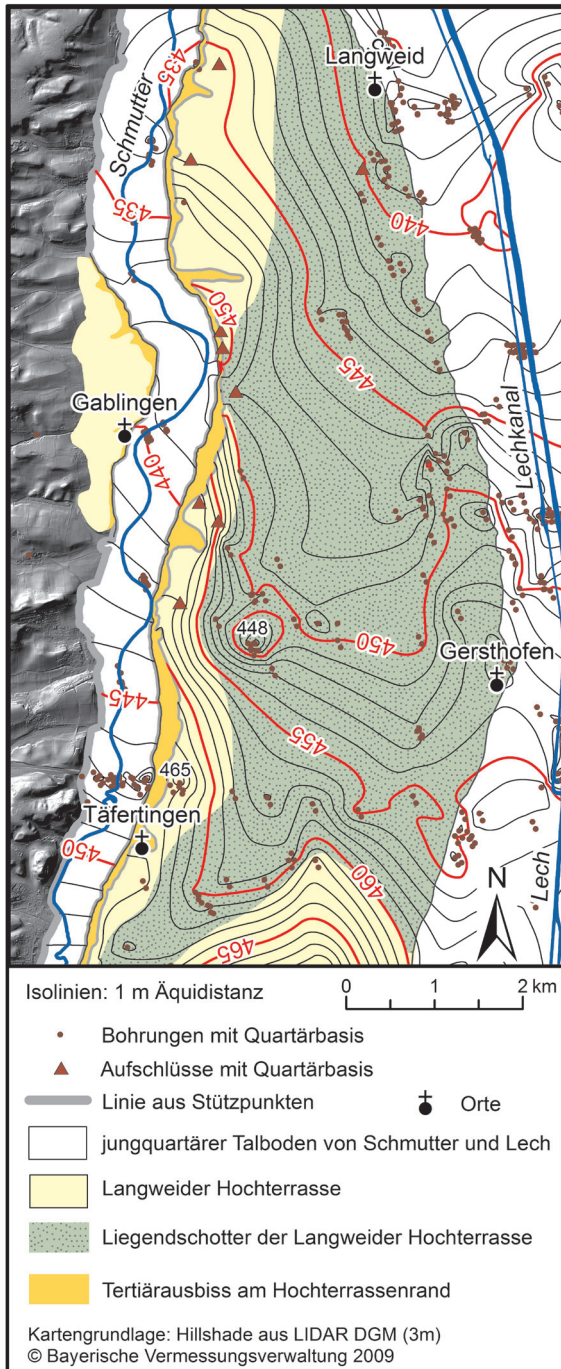 435
Langweid
Schmutter
435
440
450
445
Gablingen
440
Lechkanal
448
450
Gersthofen
445
455
465
Täfertingen
450
460
Lech
N
465
Isolinien: 1 m Äquidistanz
0 1 2 km
Bohrungen mit Quartärbasis
Aufschlüsse mit Quartärbasis
Linie aus Stützpunkten
Orte
jungquartärer Talboden von Schmutter und Lech
Langweider Hochterrasse
Liegendschotter der Langweider Hochterrasse
Tertiärausbiss am Hochterrassenrand
Kartengrundlage: Hillshade aus LIDAR DGM (3m)
© Bayerische Vermessungsverwaltung 2009